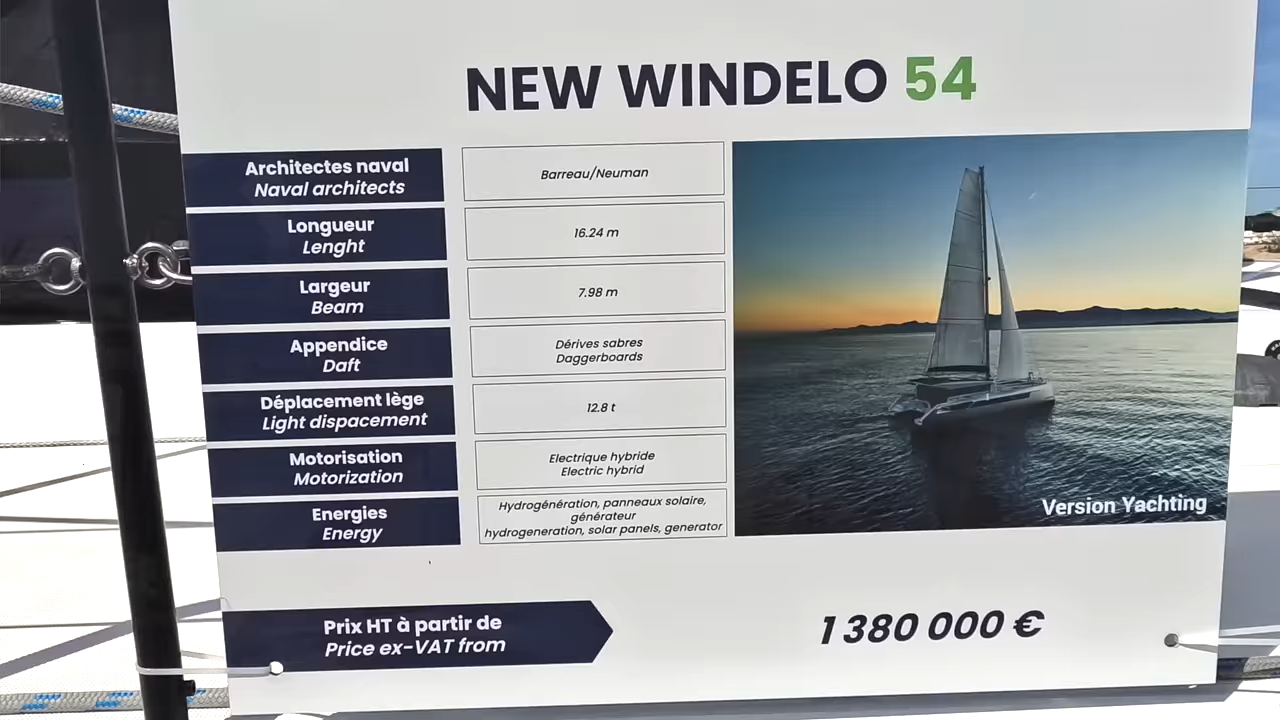 NEW WINDELO 54
Architectes naval
Naval architects
Barreau/Neuman
Longueur
Lenght
16.24 m
Largeur
Beam
7.98 m
Appendice
Daft
Dérives sabres
Daggerboards
Déplacement lège
Light dispacement
12.8 t
Motorisation
Motorization
Electrique hybride
Electric hybrid
Energies
Energy
Hydrogénération, panneaux solaire,
générateur
hydrogeneration, solar panels, generator
Version Yachting
Prix HT à partir de
Price ex-VAT from
1 380 000 €